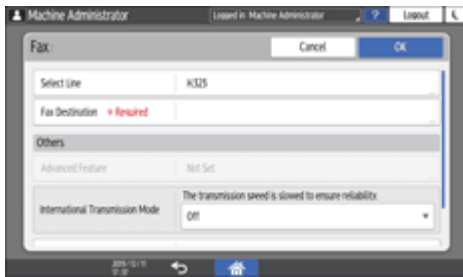 Machine Administrator
Logged in: Machine Administrator
?
Logout
Fax:
Cancel
OK
Select Line
H.323
Fax Destination * Required
Others
Advanced Feature
Not Set
The transmission speed is slowed to ensure reliability.
International Transmission Mode
Off